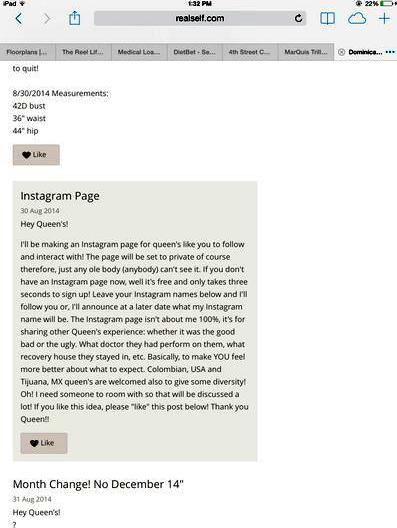 iPad
1:32 PM
22%
realself.com
Floorplans |...
The Reel Lif...
Medical Loa...
DietBet - Se...
4th Street C...
MarQuis Trill...
Dominica...
to quit!
8/30/2014 Measurements:
42D bust
36" waist
44" hip
Like
Instagram Page
30 Aug 2014
Hey Queen's!
I'll be making an Instagram page for queen's like you to follow
and interact with! The page will be set to private of course
therefore, just any ole body (anybody) can't see it. If you don't
have an Instagram page now, well it's free and only takes three
seconds to sign up! Leave your Instagram names below and I'll
follow you or, I'll announce at a later date what my Instagram
name will be. The Instagram page isn't about me 100%, it's for
sharing other Queen's experience: whether it was the good
bad or the ugly. What doctor they had perform on them, what
recovery house they stayed in, etc. Basically, to make YOU feel
more better about what to expect. Colombian, USA and
Tijuana, MX queen's are welcomed also to give some diversity!
Oh! I need someone to room with so that will be discussed a
lot! If you like this idea, please "like" this post below! Thank you
Queen!!
Like
Month Change! No December 14"
31 Aug 2014
Hey Queen's!
?